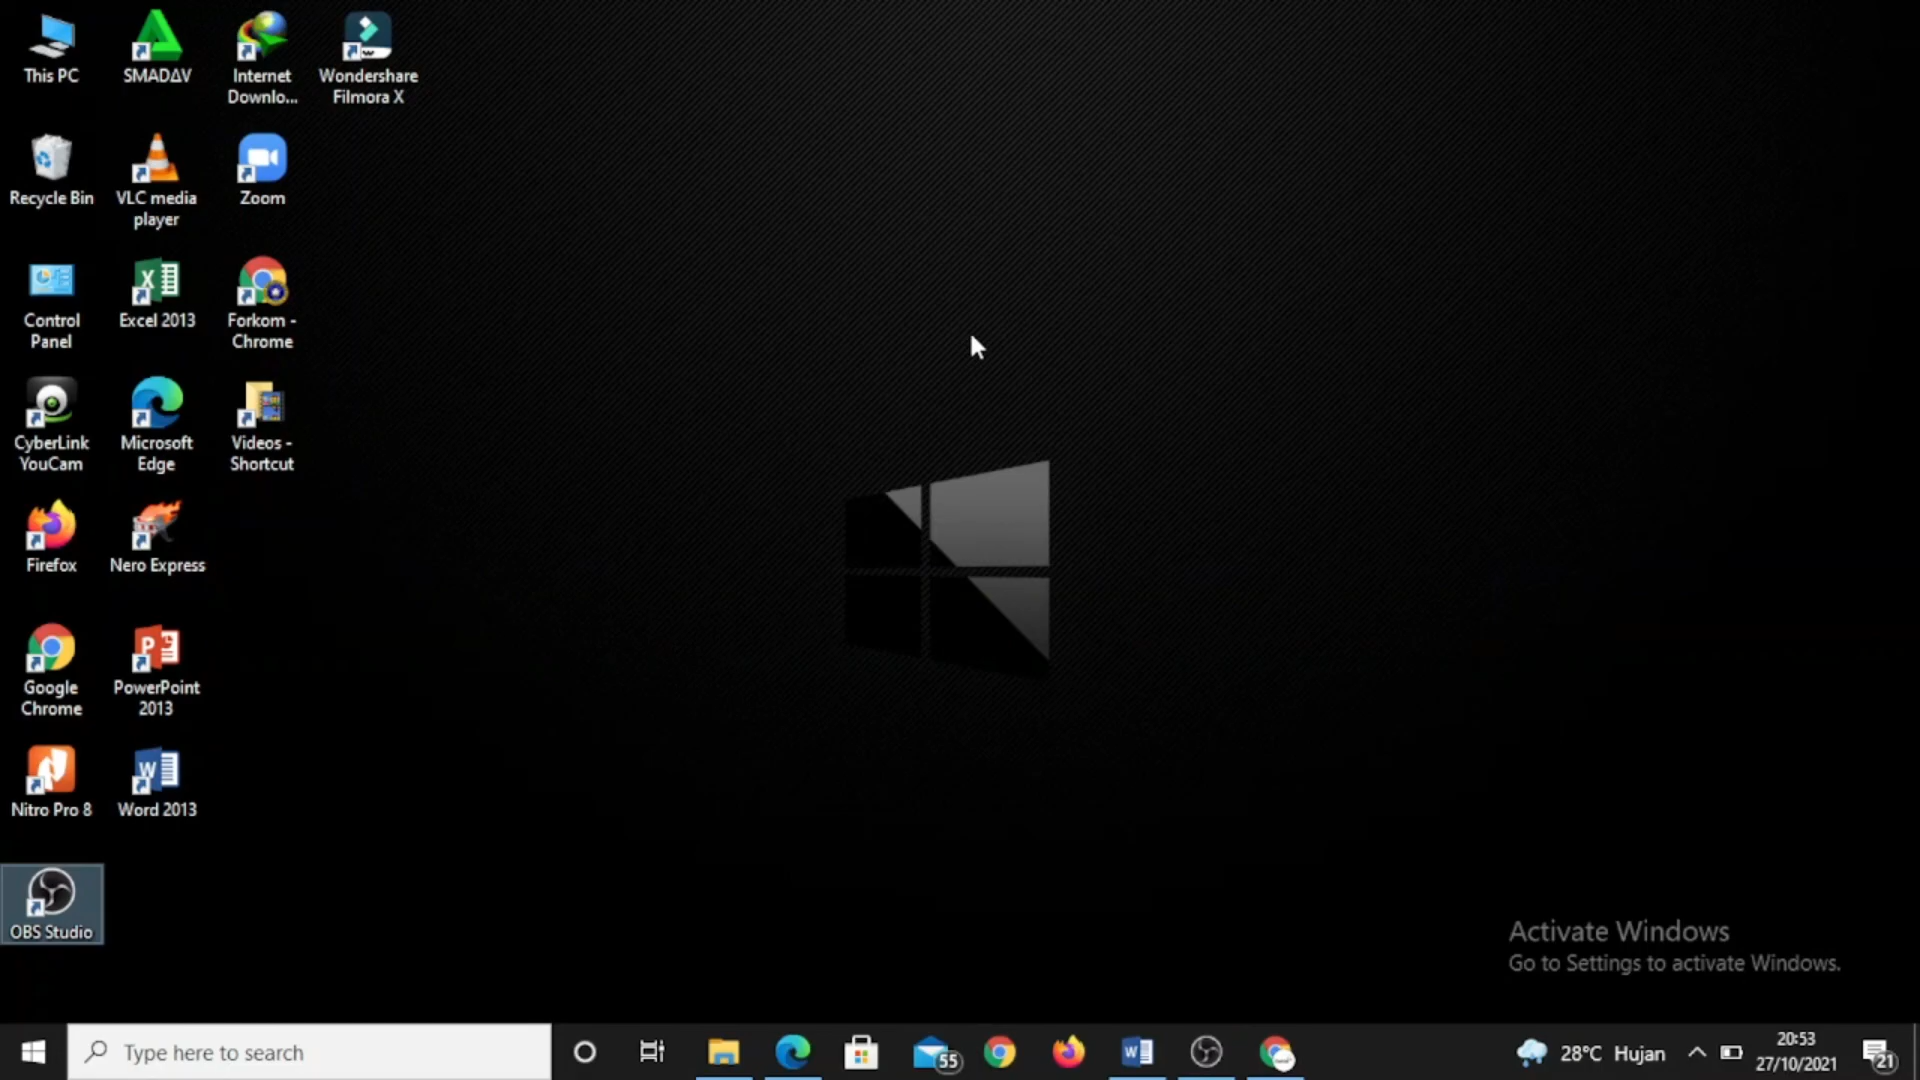 This PC
SMAD∆V
Internet
Downlo...
Wondershare
Filmora X
Recycle Bin
VLC media
player
Zoom
Control
Panel
Excel 2013
Forkom -
Chrome
CyberLink
YouCam
Microsoft
Edge
Videos -
Shortcut
Firefox
Nero Express
Google
Chrome
PowerPoint
2013
Nitro Pro 8
Word 2013
OBS Studio
Activate Windows
Go to Settings to activate Windows.
Type here to search
55
28°C Hujan
20:53
27/10/2021
21